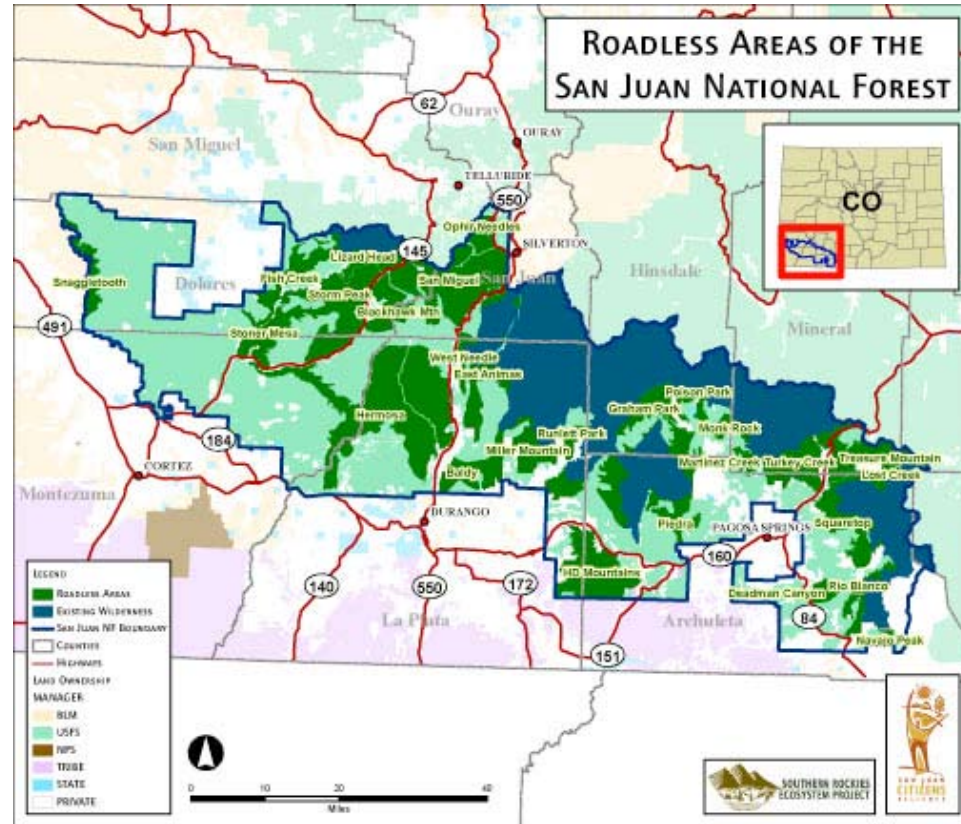 ROADLESS AREAS OF THE
SAN JUAN NATIONAL FOREST
CO
62
Ouray
OURAY
San Miguel
TELLURIDE
550
Ophir Needles
SILVERTON
145
Lizard Head
San Miguel
San Juan
Hinsdale
Mineral
Snaggletooth
Dolores
Fish Creek
Storm Peak
Blackhawk Mtn
Stoner Mesa
491
West Needle
East Animas
Hermosa
Poison Park
Graham Park
Monk Rock
Runlett Park
Miller Mountain
184
CORTEZ
Baldy
Martinez Creek
Turkey Creek
Treasure Mountain
Lost Creek
Montezuma
DURANGO
Piedra
PAGOSA SPRINGS
Squaretop
160
HD Mountains
140
550
172
Deadman Canyon
Rio Blanco
La Plata
Archuleta
84
Navajo Peak
151
LEGEND
ROADLESS AREAS
EXISTING WILDERNESS
SAN JUAN NF BOUNDARY
COUNTIES
HIGHWAYS
LAND OWNERSHIP
MANAGER
BLM
USFS
NPS
TRIBE
STATE
PRIVATE
0 20 40
Miles
SOUTHERN ROCKIES
ECOSYSTEM PROJECT
SAN JUAN
CITIZENS
ALLIANCE